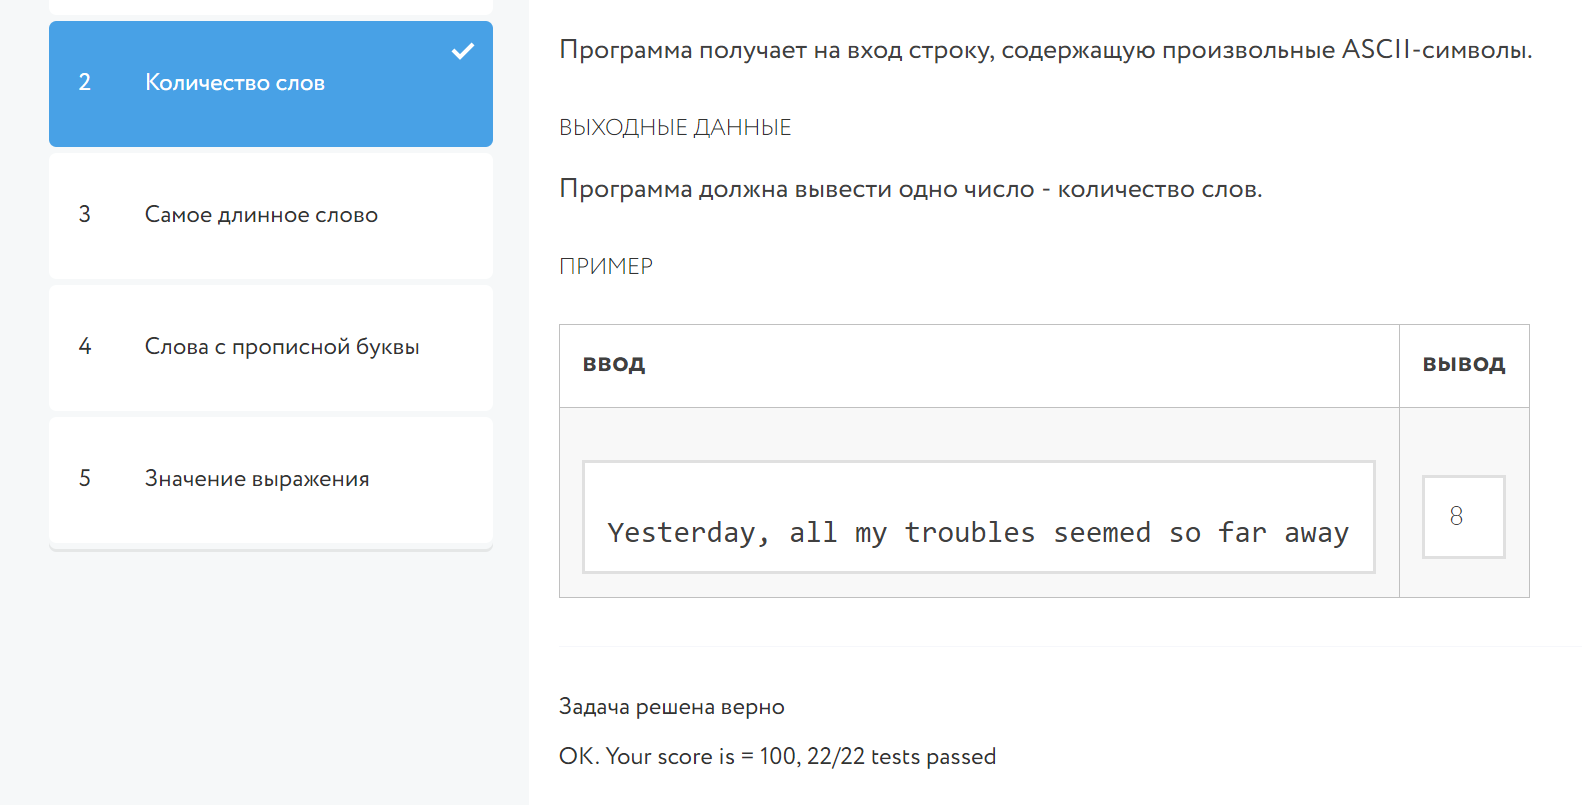 2 Количество слов
3 Самое длинное слово
4 Слова с прописной буквы
5 Значение выражения
Программа получает на вход строку, содержащую произвольные ASCII-символы.
ВЫХОДНЫЕ ДАННЫЕ
Программа должна вывести одно число - количество слов.
ПРИМЕР
ввод вывод
Yesterday, all my troubles seemed so far away 8
Задача решена верно
OK. Your score is = 100, 22/22 tests passed